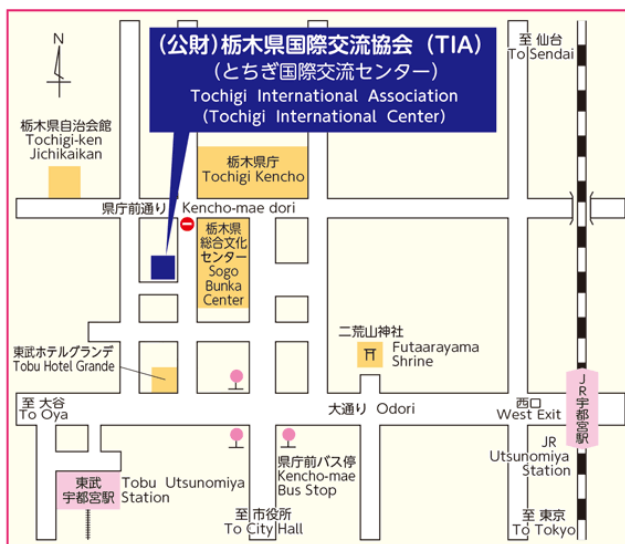 (公財)栃木県国際交流協会 (TIA)
(とちぎ国際交流センター)
Tochigi International Association
(Tochigi International Center)
至 仙台
To Sendai
N
栃木県自治会館
Tochigi-ken
Jichikaikan
栃木県庁
Tochigi Kencho
県庁前通り Kencho-mae dori
栃木県
総合文化
センター
Sogo
Bunka
Center
東武ホテルグランデ
Tobu Hotel Grande
二荒山神社
Futaarayama
Shrine
至 大谷
To Oya
大通り Odori
西口
West Exit
JR宇都宮駅
JR
Utsunomiya
Station
東武
宇都宮駅
Tobu Utsunomiya
Station
県庁前バス停
Kencho-mae
Bus Stop
至 市役所
To City Hall
至 東京
To Tokyo